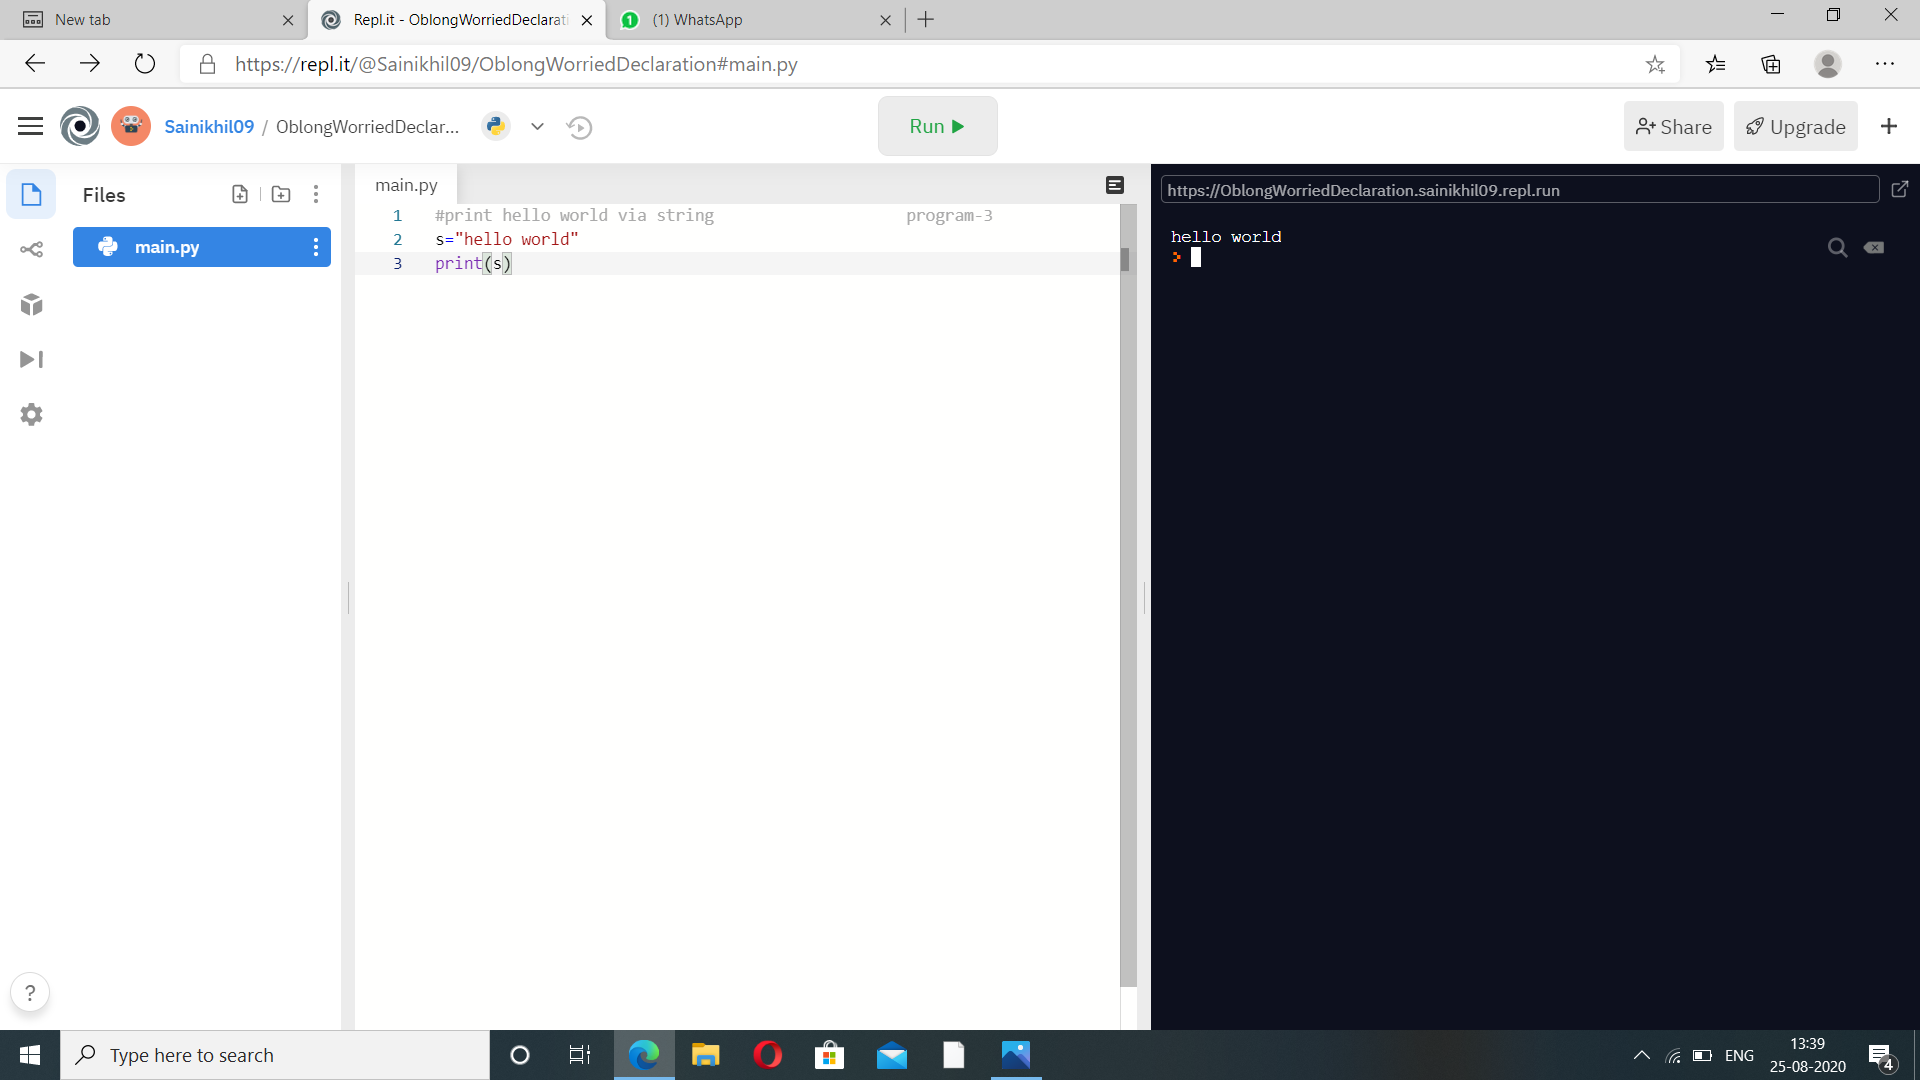 New tab
Repl.it - OblongWorriedDeclarati
(1) WhatsApp
https://repl.it/@Sainikhil09/OblongWorriedDeclaration#main.py
Sainikhil09 / OblongWorriedDeclar...
Run
Share
Upgrade
Files
main.py
main.py
1 #print hello world via string program-3
2 s="hello world"
3 print(s)
https://OblongWorriedDeclaration.sainikhil09.repl.run
hello world
>
?
Type here to search
ENG
13:39
25-08-2020
4